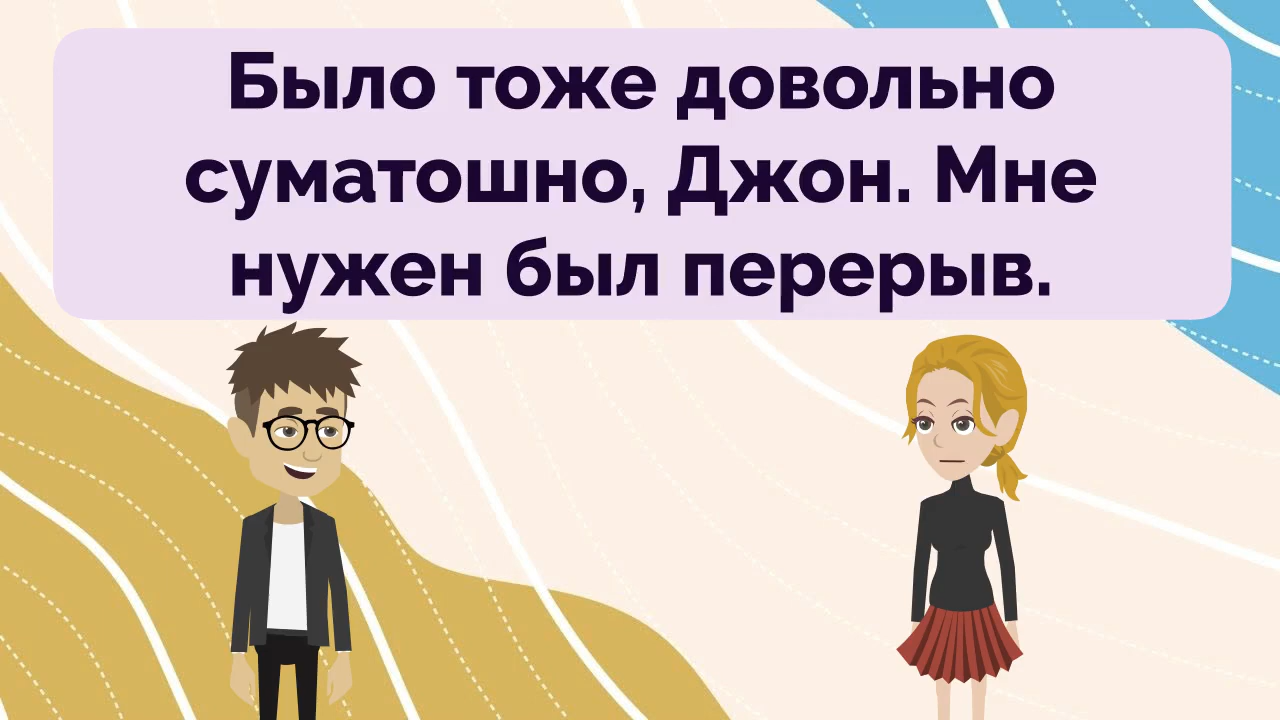 Было тоже довольно
суматошно, Джон. Мне
нужен был перерыв.